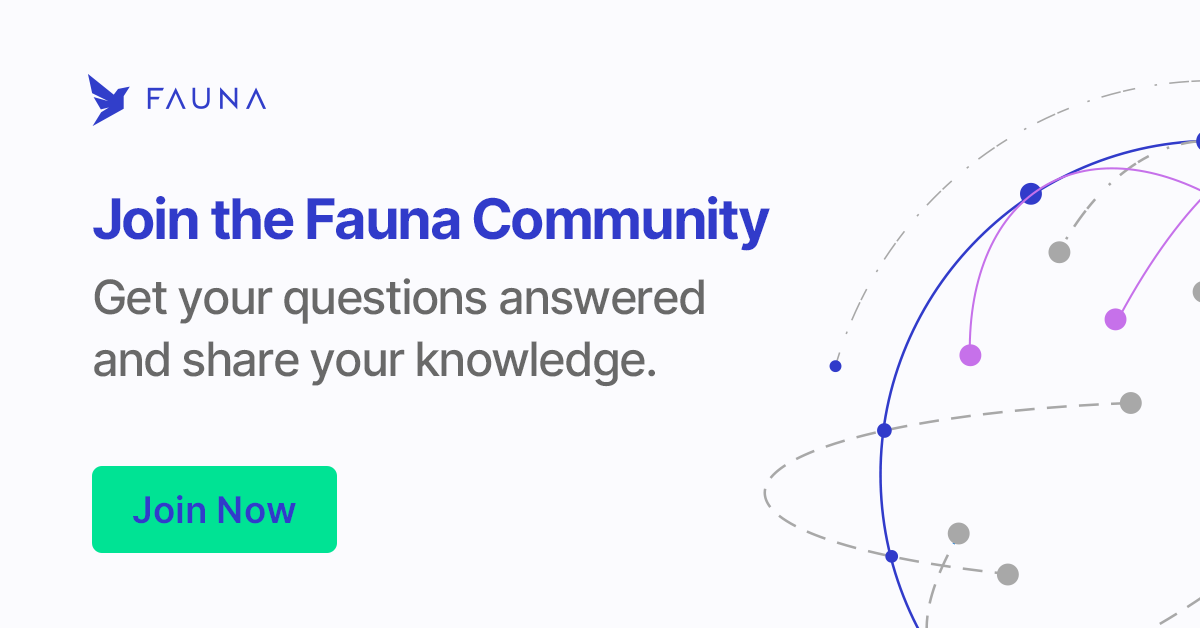 FAUNA
Join the Fauna Community
Get your questions answered
and share your knowledge.
Join Now